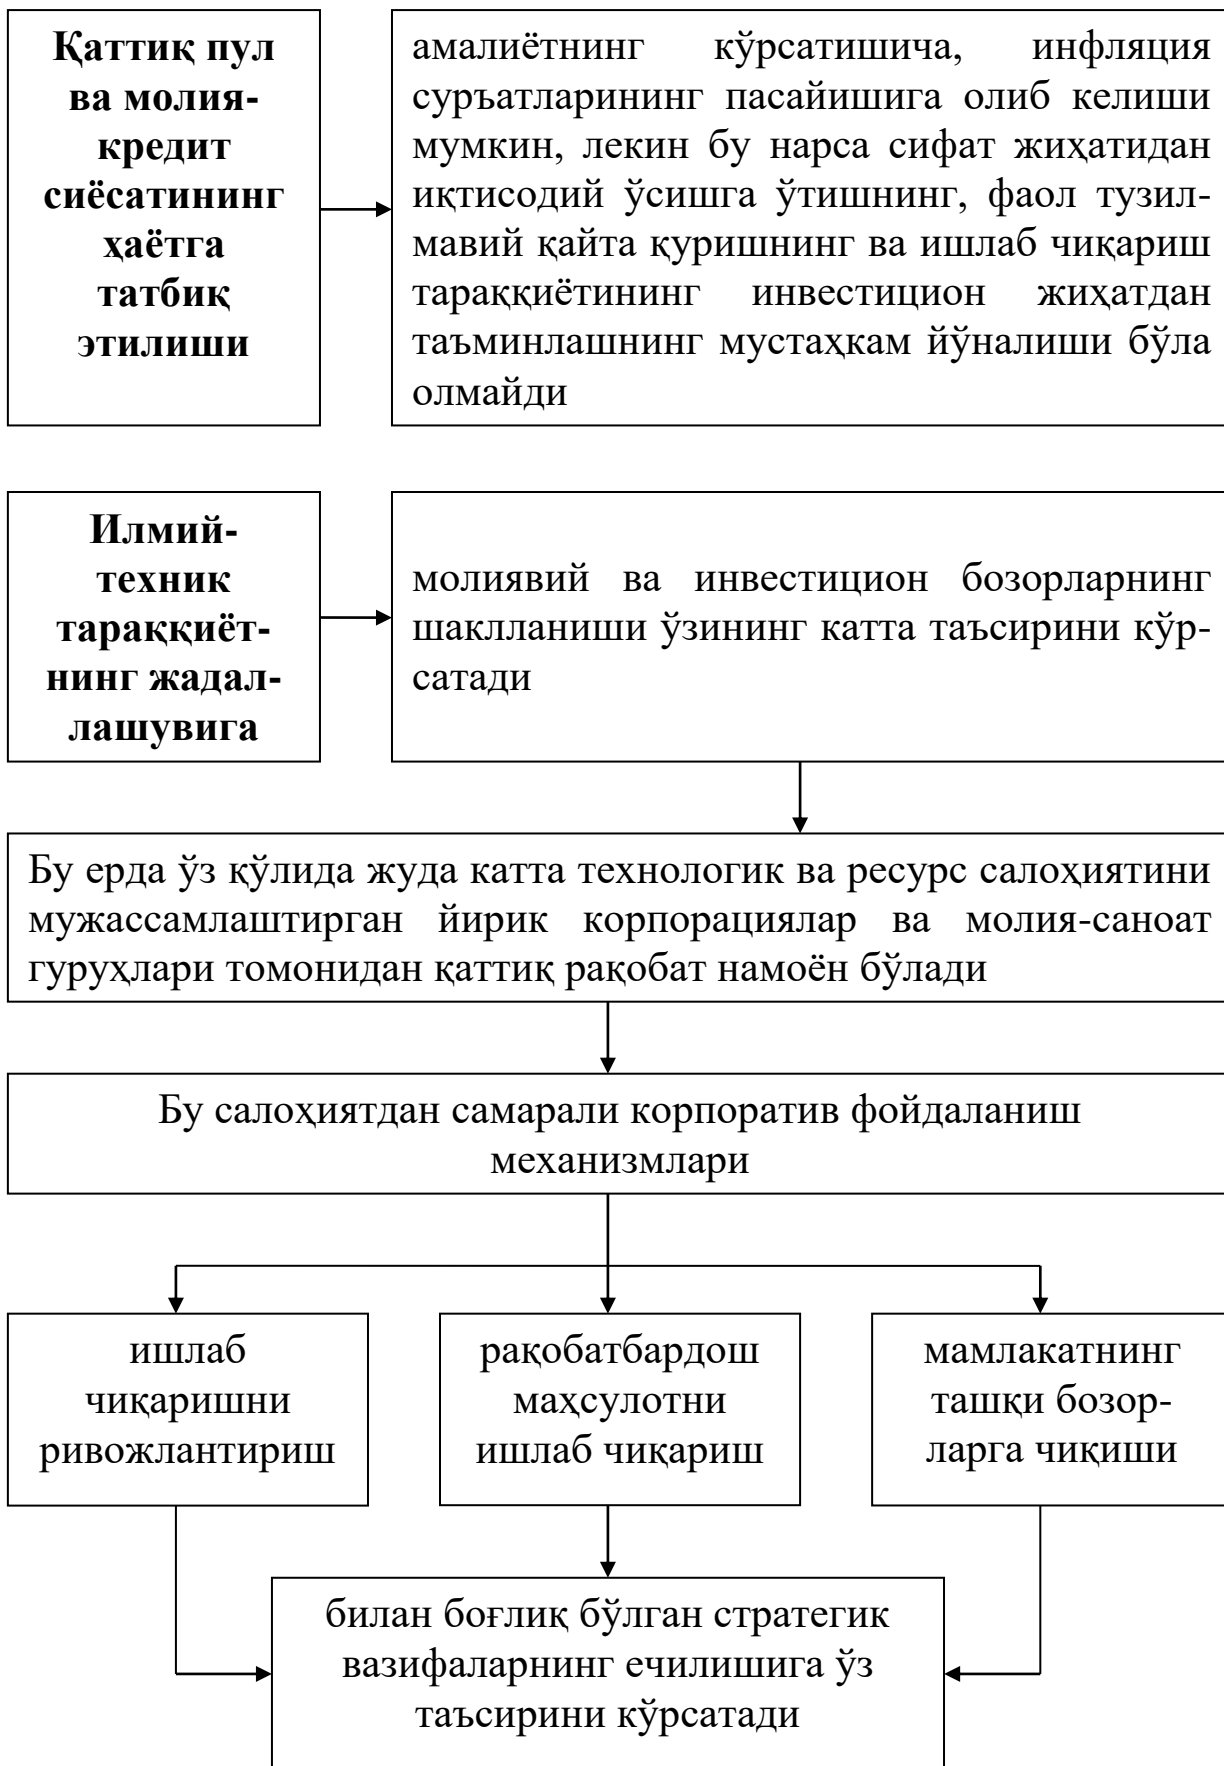 Қаттиқ пул
ва молия-
кредит
сиёсатининг
ҳаётга
татбиқ
этилиши
амалиётнинг кўрсатишича, инфляция
суръатларининг пасайишига олиб келиши
мумкин, лекин бу нарса сифат жиҳатидан
иқтисодий ўсишга ўтишнинг, фаол тузил-
мавий қайта қуришнинг ва ишлаб чиқариш
тараққиётининг инвестицион жиҳатдан
таъминлашнинг мустаҳкам йўналиши бўла
олмайди
Илмий-
техник
тараққиёт-
нинг жадал-
лашувига
молиявий ва инвестицион бозорларнинг
шаклланиши ўзининг катта таъсирини кўр-
сатади
Бу ерда ўз қўлида жуда катта технологик ва ресурс салоҳиятини
мужассамлаштирган йирик корпорациялар ва молия-саноат
гуруҳлари томонидан қаттиқ рақобат намоён бўлади
Бу салоҳиятдан самарали корпоратив фойдаланиш
механизмлари
ишлаб
чиқаришни
ривожлантириш
рақобатбардош
маҳсулотни
ишлаб чиқариш
мамлакатнинг
ташқи бозор-
ларга чиқиши
билан боғлиқ бўлган стратегик
вазифаларнинг ечилишига ўз
таъсирини кўрсатади